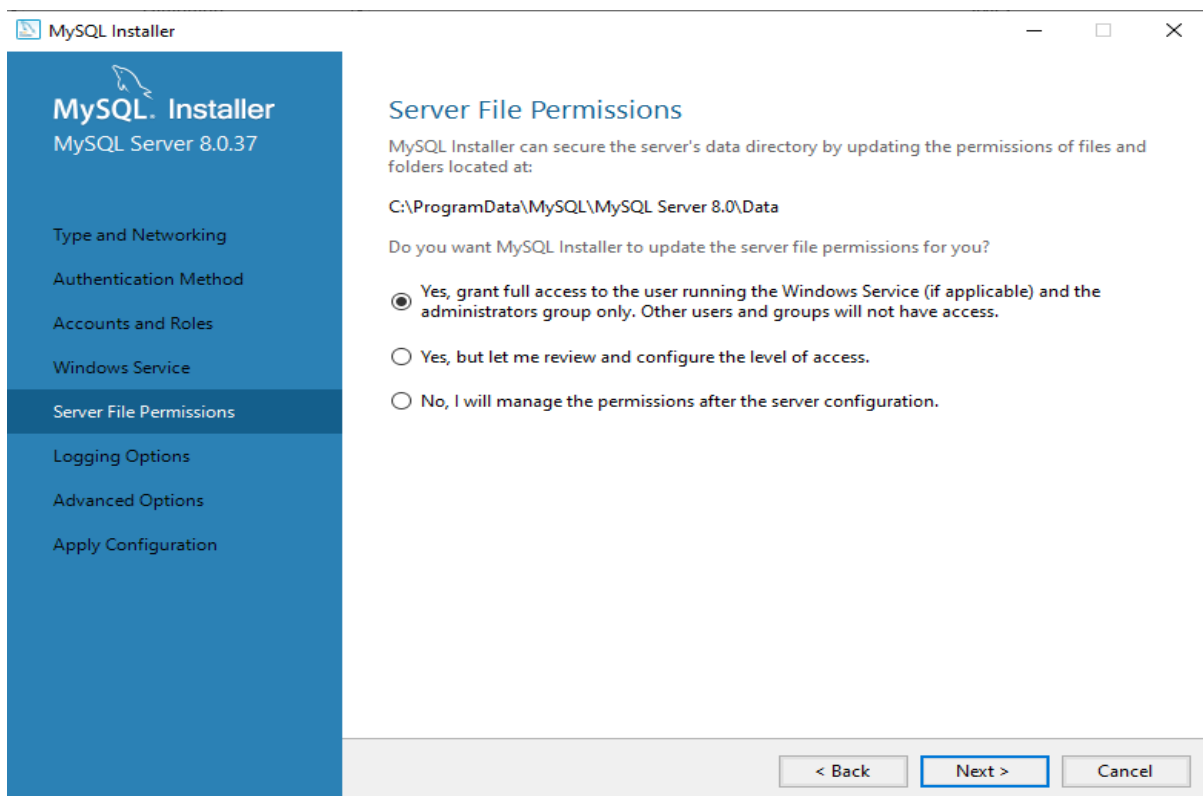 MySQL Installer
MySQL. Installer
MySQL Server 8.0.37
Type and Networking
Authentication Method
Accounts and Roles
Windows Service
Server File Permissions
Logging Options
Advanced Options
Apply Configuration
Server File Permissions
MySQL Installer can secure the server's data directory by updating the permissions of files and
folders located at:
C:\ProgramData\MySQL\MySQL Server 8.0\Data
Do you want MySQL Installer to update the server file permissions for you?
Yes, grant full access to the user running the Windows Service (if applicable) and the
administrators group only. Other users and groups will not have access.
Yes, but let me review and configure the level of access.
No, I will manage the permissions after the server configuration.
< Back
Next >
Cancel